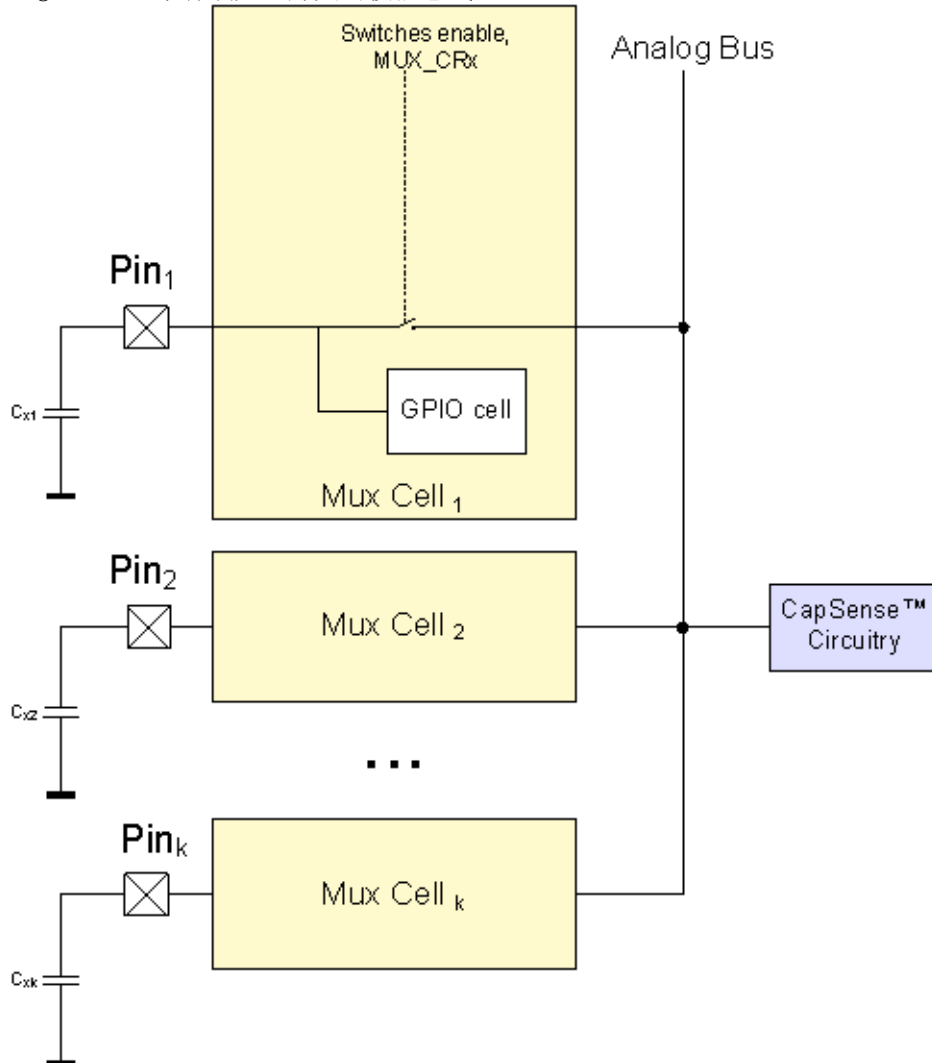 Switches enable,
MUX_CRx
Analog Bus
Pin1
Cx1
GPIO cell
Mux Cell 1
Pin2
Mux Cell 2
CapSense™
Circuitry
Cx2
...
Pink
Mux Cell k
Cxk